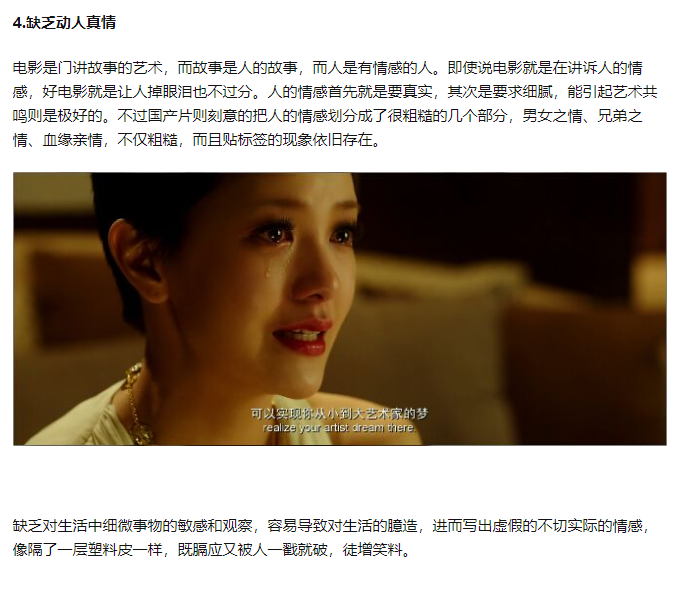 4.缺乏动人真情
电影是门讲故事的艺术，而故事是人的故事，而人是有情感的人。即使说电影就是在讲诉人的情
感，好电影就是让人掉眼泪也不过分。人的情感首先就是要真实，其次是要求细腻，能引起艺术共
鸣则是极好的。不过国产片则刻意的把人的情感划分成了很粗糙的几个部分，男女之情、兄弟之
情、血缘亲情，不仅粗糙，而且贴标签的现象依旧存在。
可以实现你从小到大艺术家的梦
realize your artist dream there.
缺乏对生活中细微事物的敏感和观察，容易导致对生活的臆造，进而写出虚假的不切实际的情感，
像隔了一层塑料皮一样，既膈应又被人一戳就破，徒增笑料。